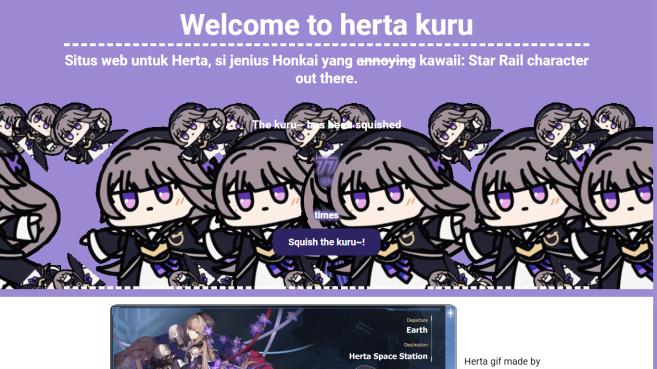 Welcome to herta kuru
Situs web untuk Herta, si jenius Honkai yang annoying kawaii: Star Rail character
out there.
The kuru~ has been squished
77
times
Squish the kuru~!
Departure
Earth
Destination
Herta Space Station
Herta gif made by